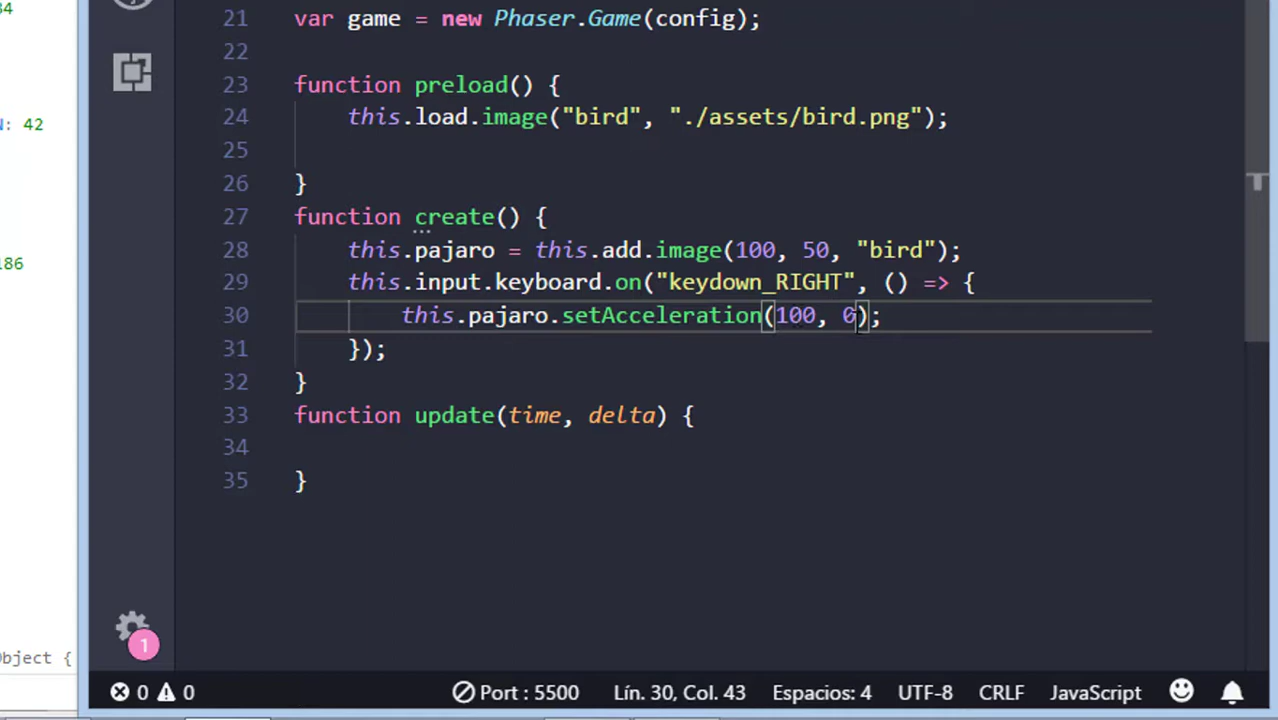 34
21 var game = new Phaser.Game(config);
22
23 function preload() {
24 this.load.image("bird", "./assets/bird.png");
N: 42
25
26 }
27 function create() {
28 this.pajaro = this.add.image(100, 50, "bird");
186
29 this.input.keyboard.on("keydown_RIGHT", () => {
30 this.pajaro.setAcceleration(100, 0);
31 });
32 }
33 function update(time, delta) {
34
35 }
1
Object {
0 0 Port : 5500 Lín. 30, Col. 43 Espacios: 4 UTF-8 CRLF JavaScript